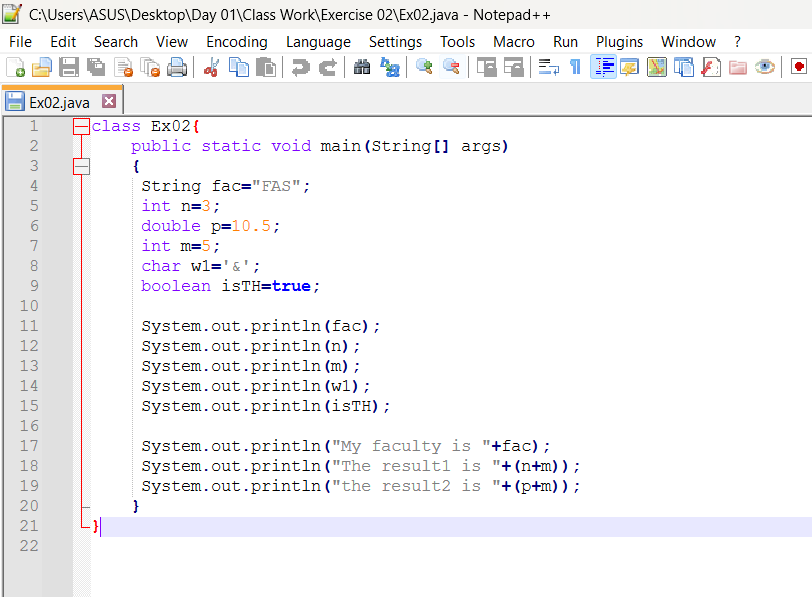 C:\Users\ASUS\Desktop\Day 01\Class Work\Exercise 02\Ex02.java - Notepad++
File Edit Search View Encoding Language Settings Tools Macro Run Plugins Window ?
Ex02.java
1 class Ex02{
2 public static void main(String[] args)
3 {
4 String fac="FAS";
5 int n=3;
6 double p=10.5;
7 int m=5;
8 char w1='&';
9 boolean isTH=true;
10
11 System.out.println(fac);
12 System.out.println(n);
13 System.out.println(m);
14 System.out.println(w1);
15 System.out.println(isTH);
16
17 System.out.println("My faculty is "+fac);
18 System.out.println("The result1 is "+(n+m));
19 System.out.println("the result2 is "+(p+m));
20 }
21 }
22